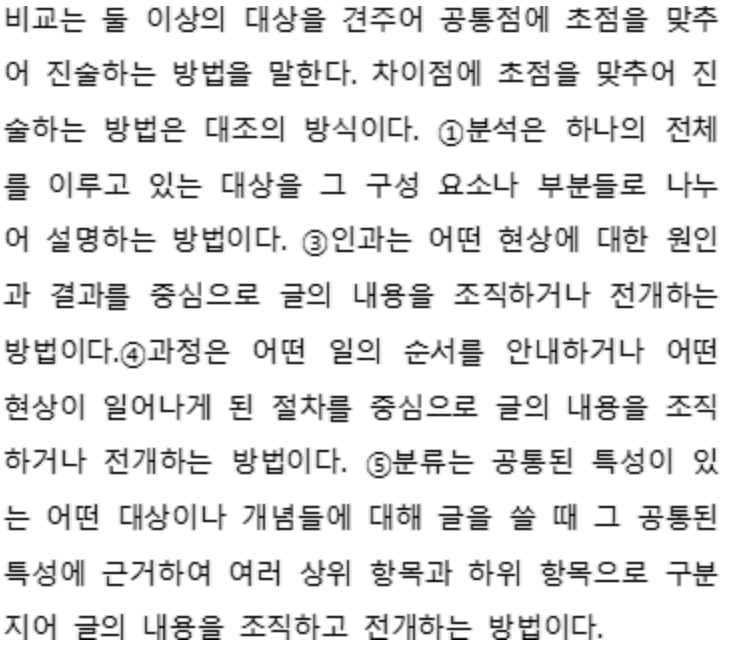 비교는 둘 이상의 대상을 견주어 공통점에 초점을 맞추
어 진술하는 방법을 말한다. 차이점에 초점을 맞추어 진
술하는 방법은 대조의 방식이다. ①분석은 하나의 전체
를 이루고 있는 대상을 그 구성 요소나 부분들로 나누
어 설명하는 방법이다. ③인과는 어떤 현상에 대한 원인
과 결과를 중심으로 글의 내용을 조직하거나 전개하는
방법이다.④과정은 어떤 일의 순서를 안내하거나 어떤
현상이 일어나게 된 절차를 중심으로 글의 내용을 조직
하거나 전개하는 방법이다. ⑤분류는 공통된 특성이 있
는 어떤 대상이나 개념들에 대해 글을 쓸 때 그 공통된
특성에 근거하여 여러 상위 항목과 하위 항목으로 구분
지어 글의 내용을 조직하고 전개하는 방법이다.